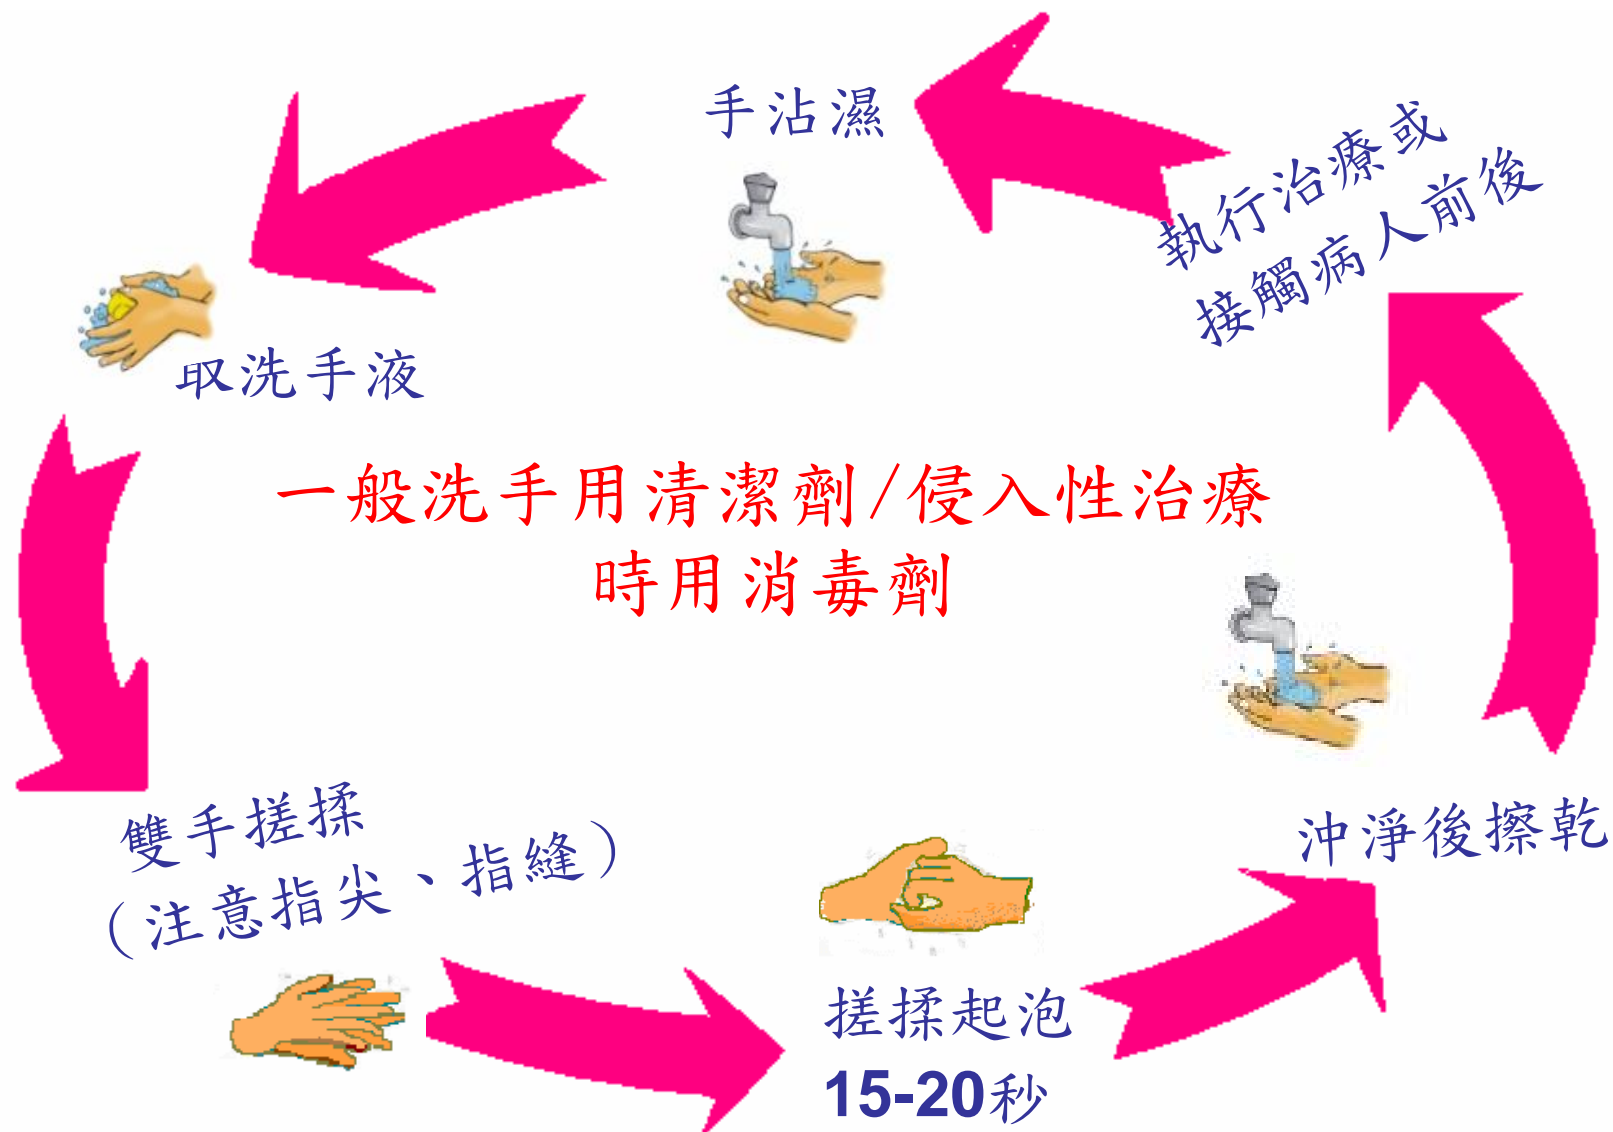 手沾濕
執行治療或
接觸病人前後
取洗手液
一般洗手用清潔劑/侵入性治療
時用消毒劑
雙手搓揉
（注意指尖、指縫）
沖淨後擦乾
搓揉起泡
15-20秒